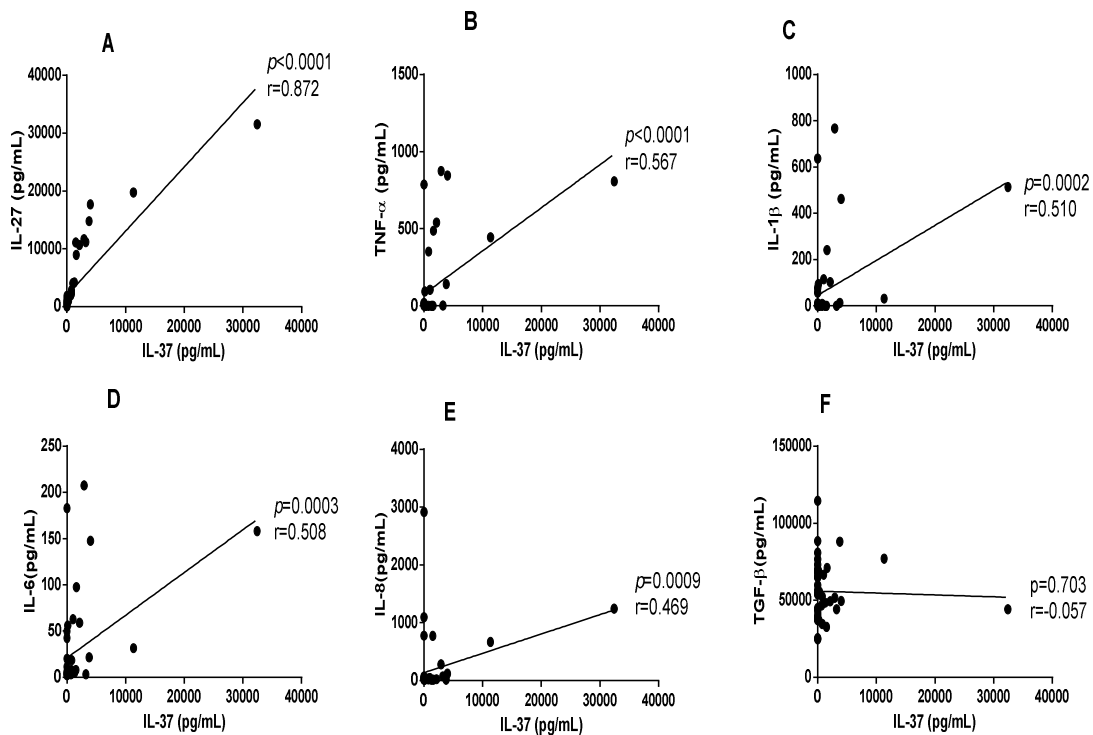 A
p<0.0001
r=0.872
40000
30000
20000
10000
0
IL-27 (pg/mL)
0 10000 20000 30000 40000
IL-37 (pg/mL)
B
p<0.0001
r=0.567
1500
1000
500
0
TNF-α (pg/mL)
0 10000 20000 30000 40000
IL-37 (pg/mL)
C
p=0.0002
r=0.510
1000
800
600
400
200
0
IL-1β (pg/mL)
0 10000 20000 30000 40000
IL-37 (pg/mL)
D
p=0.0003
r=0.508
250
200
150
100
50
0
IL-6(pg/mL)
0 10000 20000 30000 40000
IL-37 (pg/mL)
E
p=0.0009
r=0.469
4000
3000
2000
1000
0
IL-8(pg/mL)
0 10000 20000 30000 40000
IL-37 (pg/mL)
F
p=0.703
r=-0.057
150000
100000
50000
0
TGF-β(pg/mL)
0 10000 20000 30000 40000
IL-37 (pg/mL)